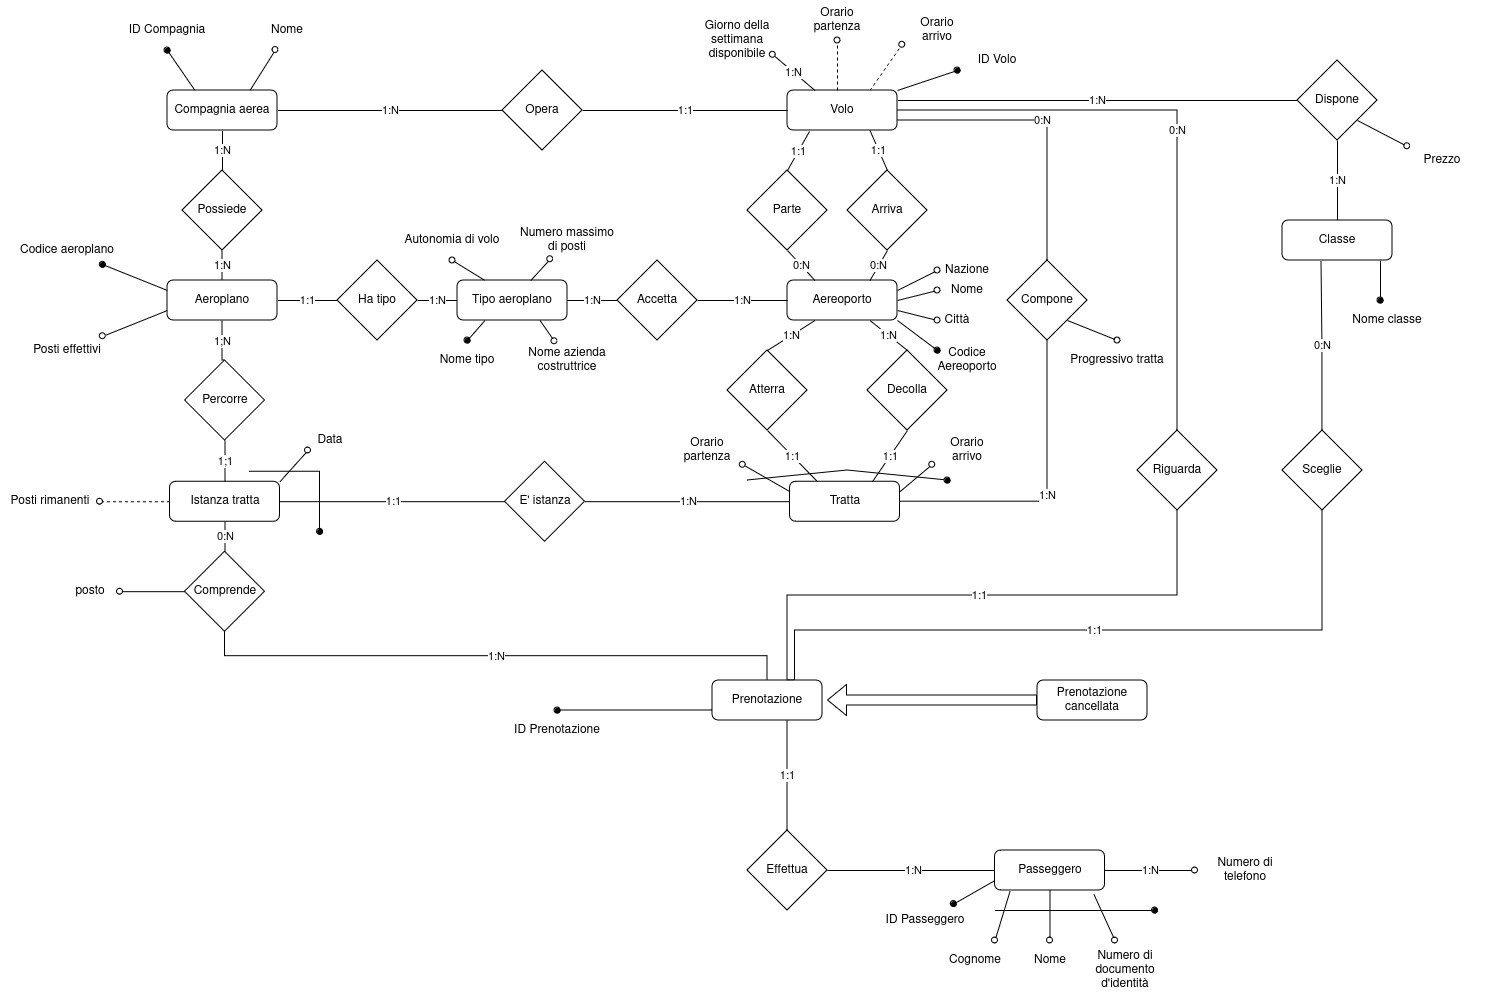 ID Compagnia
Nome
Giorno della
settimana
disponibile
Orario
partenza
Orario
arrivo
ID Volo
1:N
Compagnia aerea
1:N
Opera
1:1
Volo
1:N
Dispone
0:N
0:N
Prezzo
1:N
1:1
1:1
1:N
Possiede
Parte
Arriva
Classe
Codice aeroplano
Autonomia di volo
Numero massimo
di posti
1:N
0:N
0:N
Nazione
Nome
Città
Codice
Aereoporto
Aeroplano
1:1
Ha tipo
1:N
Tipo aeroplano
1:N
Accetta
1:N
Aereoporto
Compone
Nome classe
Posti effettivi
1:N
Nome tipo
Nome azienda
costruttrice
1:N
1:N
Progressivo tratta
0:N
Percorre
Atterra
Decolla
Data
Orario
partenza
Orario
arrivo
1:1
1:1
1:1
Riguarda
Sceglie
Posti rimanenti
Istanza tratta
1:1
E' istanza
1:N
Tratta
1:N
0:N
posto
Comprende
1:1
1:1
1:N
Prenotazione
Prenotazione
cancellata
ID Prenotazione
1:1
Effettua
1:N
Passeggero
1:N
Numero di
telefono
ID Passeggero
Cognome
Nome
Numero di
documento
d'identità